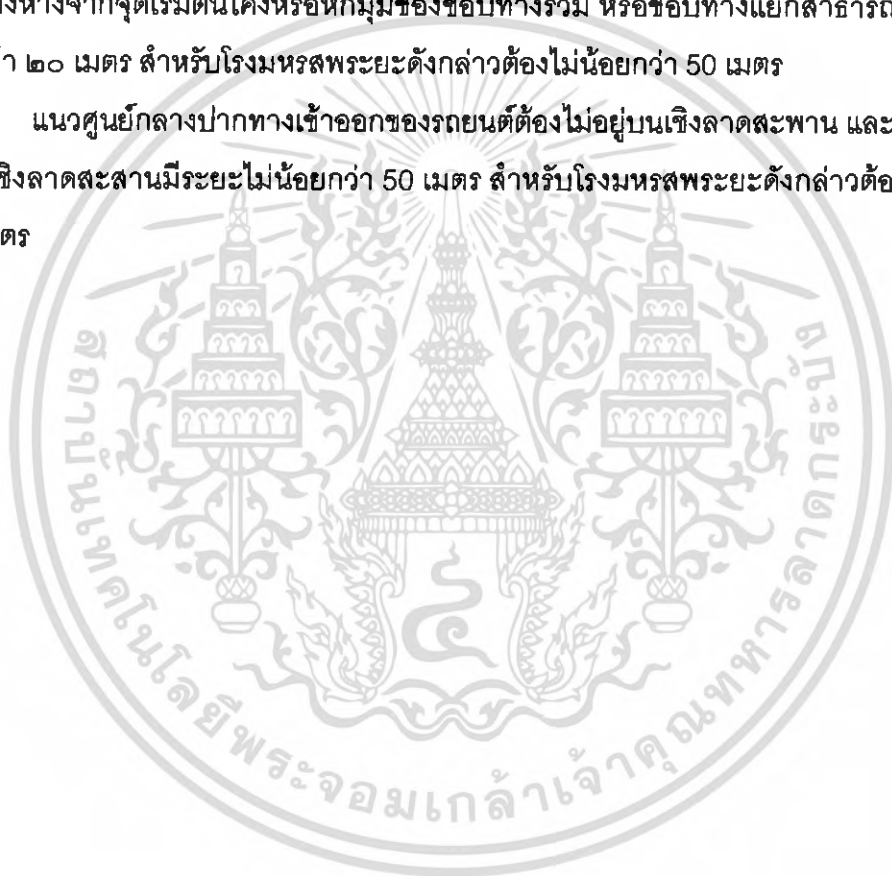 งห่างจากจุดเริ่มต้นโค้งหรือหักมุมของขอบทางร่วม หรือขอบทางแยกสาธารถ
า ๒๐ เมตร สำหรับโรงมหรสพระยะดังกล่าวต้องไม่น้อยกว่า 50 เมตร
แนวศูนย์กลางปากทางเข้าออกของรถยนต์ต้องไม่อยู่บนเชิงลาดสะพาน และ
ชิงลาดสะสานมีระยะไม่น้อยกว่า 50 เมตร สำหรับโรงมหรสพระยะดังกล่าวต้อ
ตร
สถาบันเทคโนโลยีพระจอมเกล้าเจ้าคุณทหารลาดกระบัง